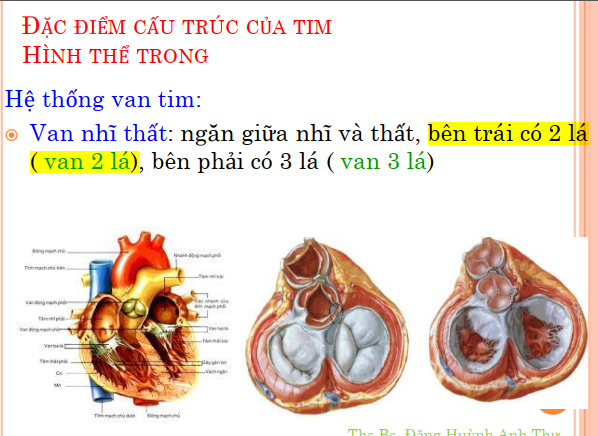 ĐẶC ĐIỂM CẤU TRÚC CỦA TIM
HÌNH THỂ TRONG
Hệ thống van tim:
Van nhĩ thất: ngăn giữa nhĩ và thất, bên trái có 2 lá
( van 2 lá), bên phải có 3 lá ( van 3 lá)
Động mạch chủ
Nhánh động mạch phổi
Tĩnh mạch chủ trên
Tâm nhĩ trái
Van động mạch phổi
Các nhánh của
tĩnh mạch phổi
Tâm nhĩ phải
Van động mạch chủ
Van hai lá
Van ba lá
Tâm thất trái
Tâm thất phải
Dây gân tim
Cơ
Vách ngăn
Mỡ
Tĩnh mạch chủ dưới
Động mạch chủ
Ths.Bs. Đặng Huỳnh Anh Thư